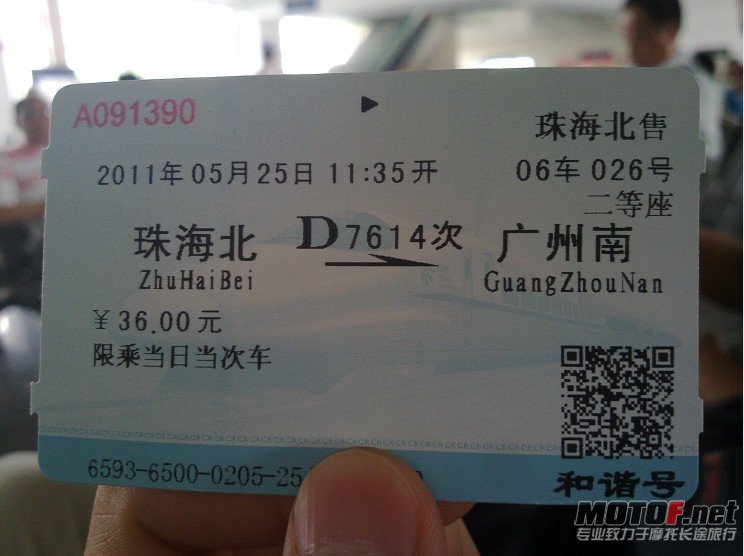 A091390
珠海北售
2011年05月25日 11:35开
06车 026号
二等座
珠海北
D7614次
广州南
ZhuHaiBei
GuangZhouNan
¥36.00元
限乘当日当次车
CRCRCRCRCRCRCRCRCRCRCR
6593-6500-0205-25
和谐号
MOTOF.net
专业致力于摩托长途旅行